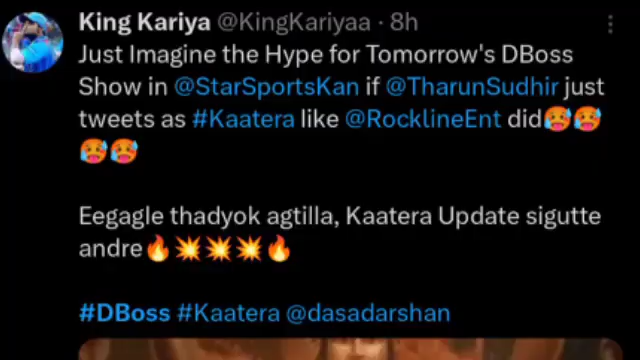 King Kariya @KingKariyaa · 8h
Just Imagine the Hype for Tomorrow's DBoss
Show in @StarSportsKan if @TharunSudhir just
tweets as #Kaatera like @RocklineEnt did🥵🥵
🥵🥵
Eegagle thadyok agtilla, Kaatera Update sigutte
andre🔥💥💥💥🔥
#DBoss #Kaatera @dasadarshan